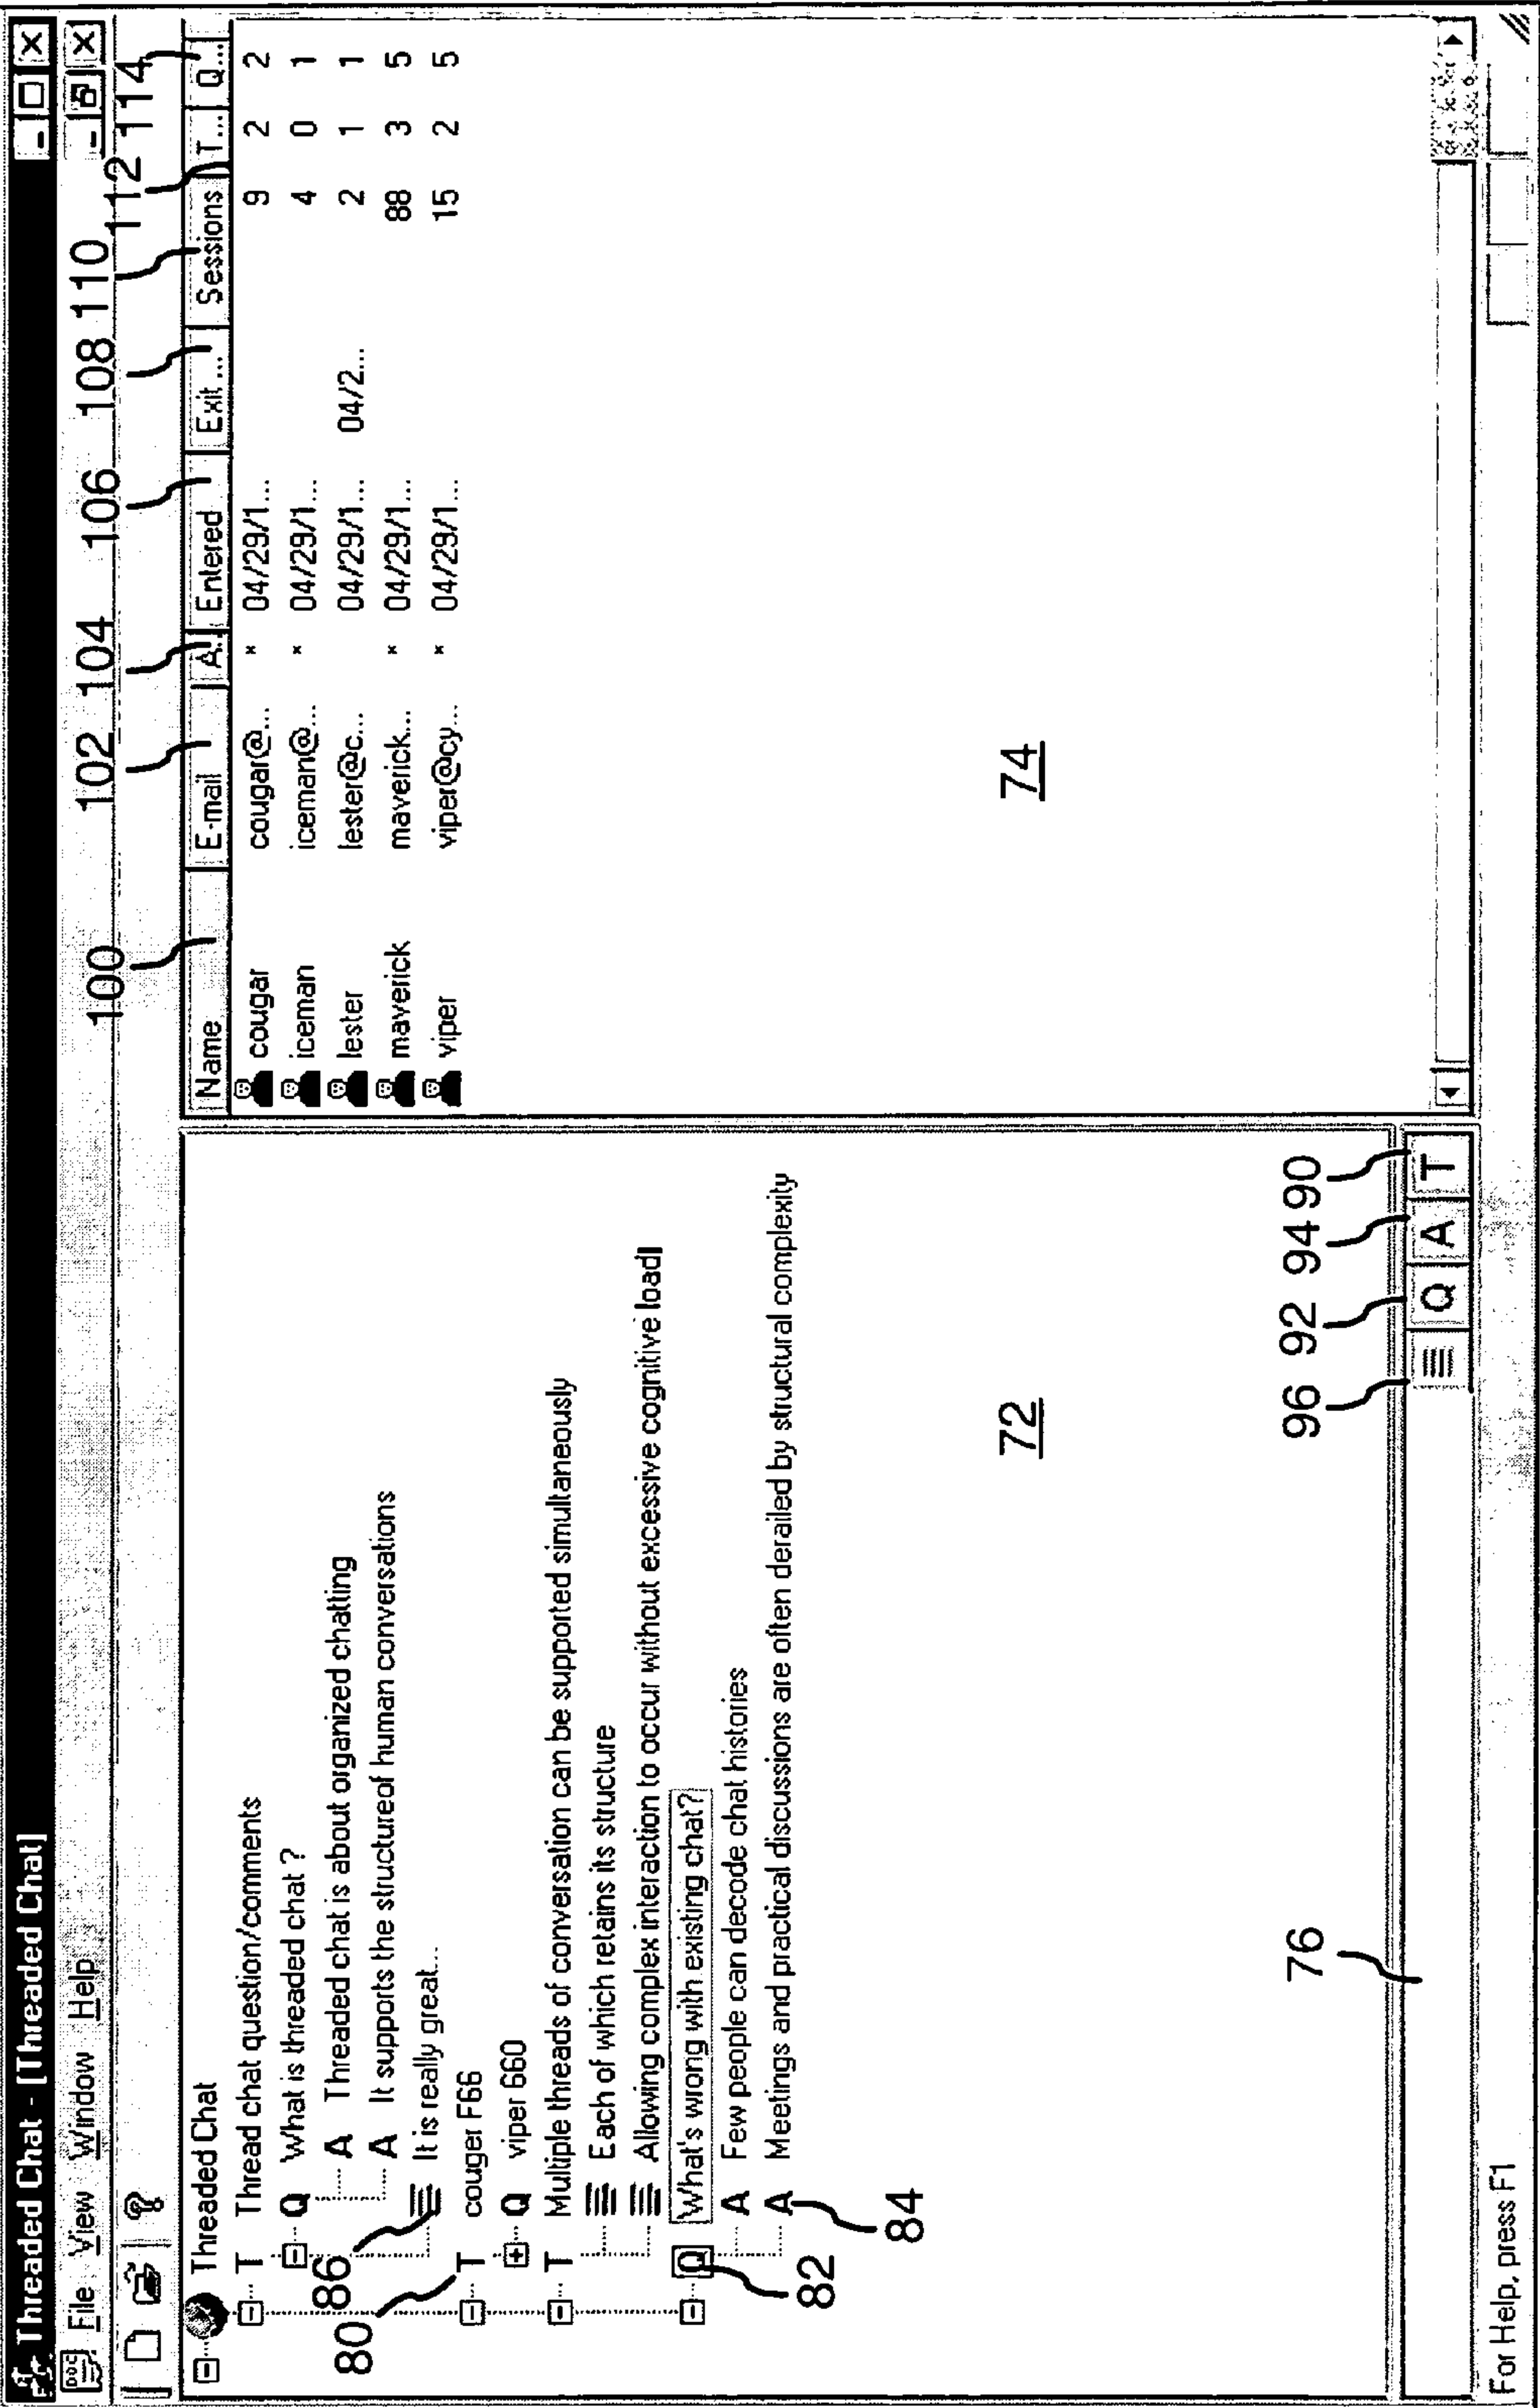 Threaded Chat - [Threaded Chat]
File View Window Help
100 102 104 106 108 110 112 114
Threaded Chat
T Thread chat question/comments
Q What is threaded chat ?
A Threaded chat is about organized chatting
A It supports the structureof human conversations
It is really great...
86
80
T couger F66
Q viper 660
T Multiple threads of conversation can be supported simultaneously
Each of which retains its structure
Allowing complex interaction to occur without excessive cognitive load
Q What's wrong with existing chat?
A Few people can decode chat histories
A Meetings and practical discussions are often derailed by structural complexity
82 84
72
Name E-mail A.. Entered Exit ... Sessions T... Q...
cougar cougar@... × 04/29/1... 9 2 2
iceman iceman@... × 04/29/1... 4 0 1
lester lester@c... 04/29/1... 04/2... 2 1 1
maverick maverick... × 04/29/1... 88 3 5
viper viper@cy... × 04/29/1... 15 2 5
74
76 96 92 94 90
Q A T
For Help, press F1